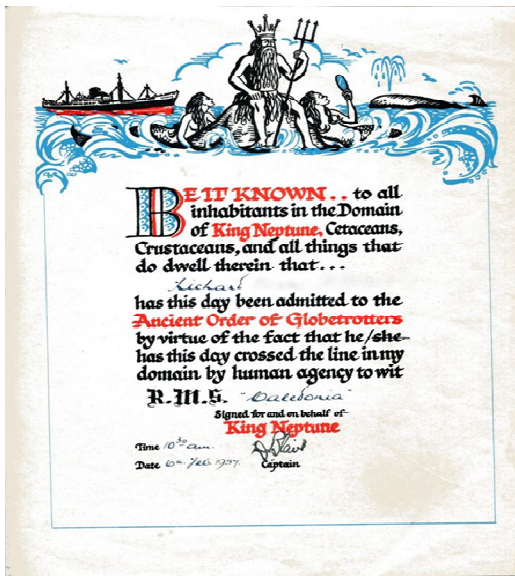 BE IT KNOWN .. to all
inhabitants in the Domain
of King Neptune, Cetaceans,
Crustaceans, and all things that
do dwell therein that...
Richard
has this day been admitted to the
Ancient Order of Globetrotters
by virtue of the fact that he/she
has this day crossed the line in my
domain by human agency to wit
R.M.S. "Caledonia"
Signed for and on behalf of
King Neptune
Time 10 30 am.
Date 6th Feb 1957.
Captain